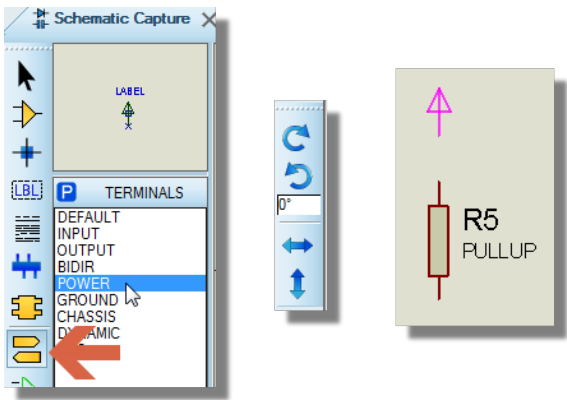 Schematic Capture
LABEL
LBL
P TERMINALS
DEFAULT
INPUT
OUTPUT
BIDIR
POWER
GROUND
CHASSIS
DYNAMIC
0°
R5
PULLUP